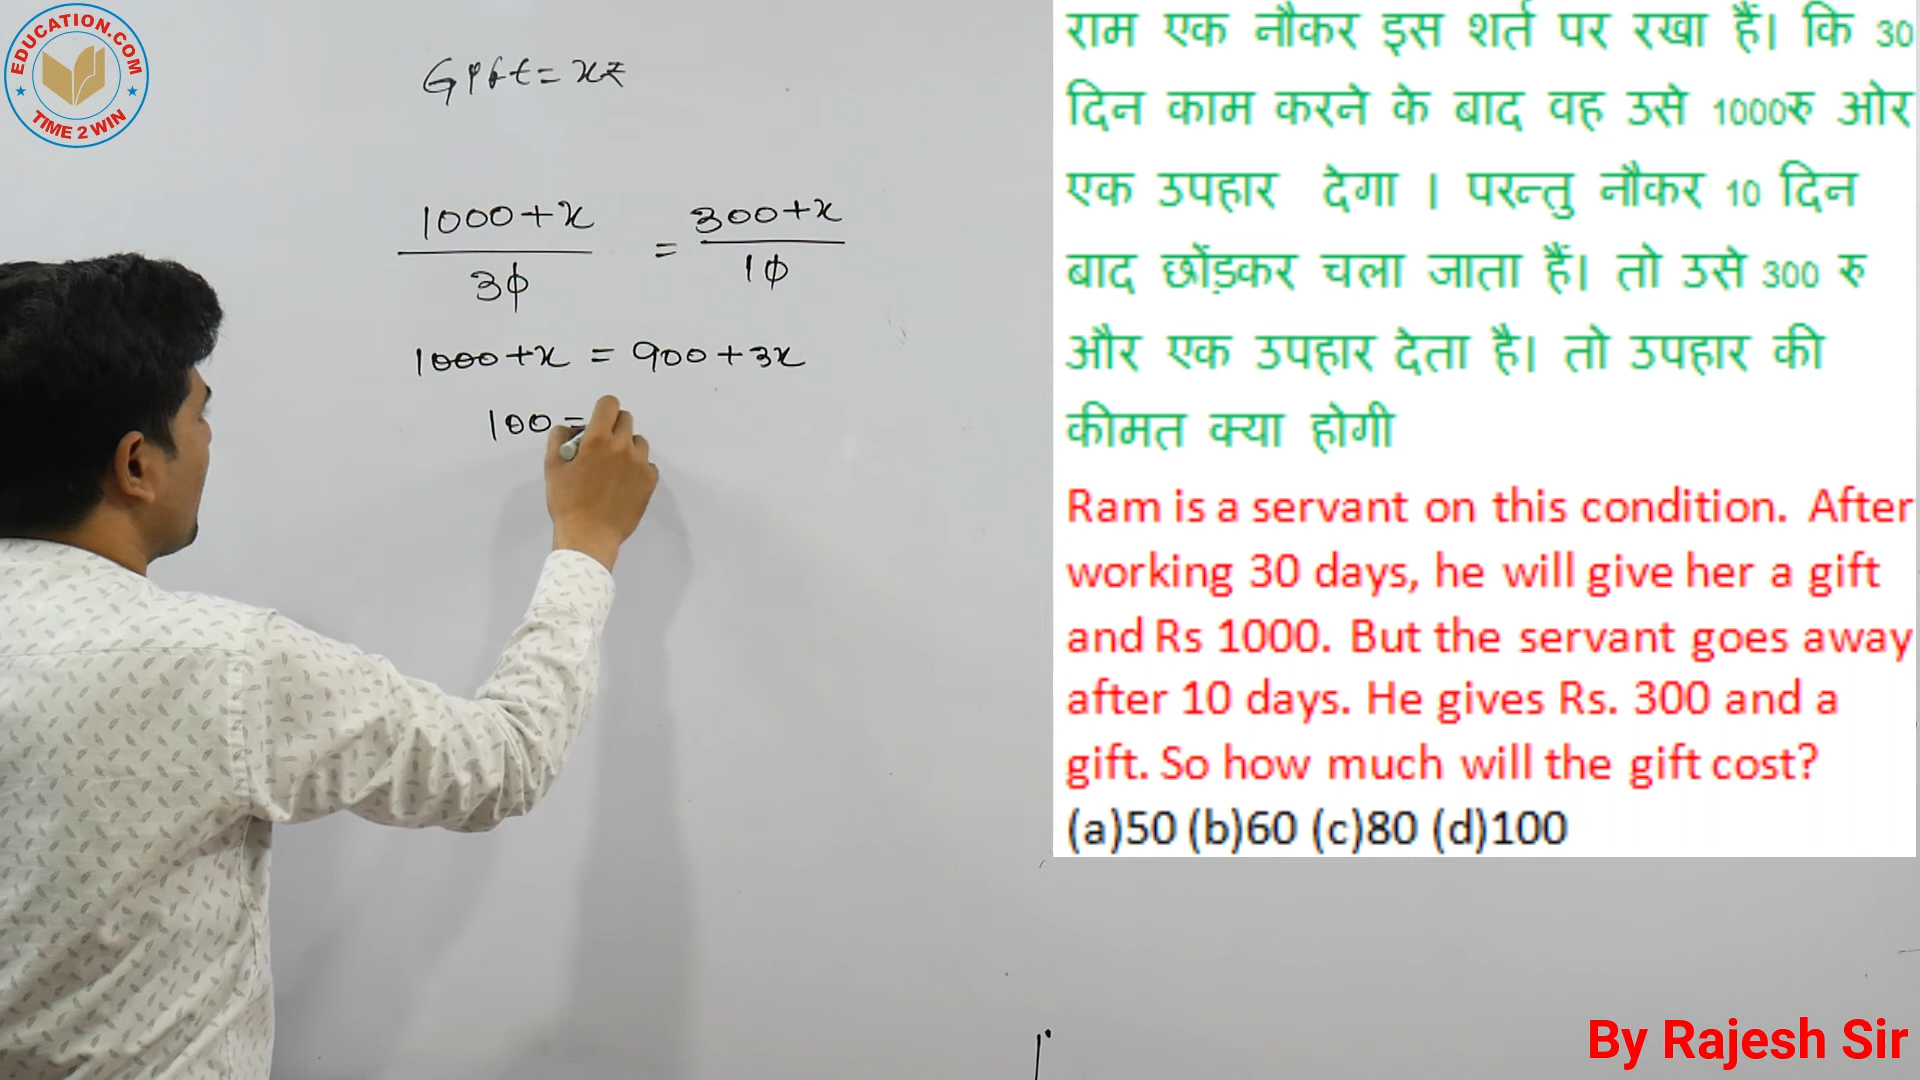 EDUCATION.COM
TIME 2 WIN
Gift = x₹
1000+x = 300+x
30 10
1000+x = 900+3x
100 =
राम एक नौकर इस शर्त पर रखा हैं। कि 30
दिन काम करने के बाद वह उसे 1000रु ओर
एक उपहार देगा । परन्तु नौकर 10 दिन
बाद छोंड़कर चला जाता हैं। तो उसे 300 रु
और एक उपहार देता है। तो उपहार की
कीमत क्या होगी
Ram is a servant on this condition. After
working 30 days, he will give her a gift
and Rs 1000. But the servant goes away
after 10 days. He gives Rs. 300 and a
gift. So how much will the gift cost?
(a)50 (b)60 (c)80 (d)100
By Rajesh Sir